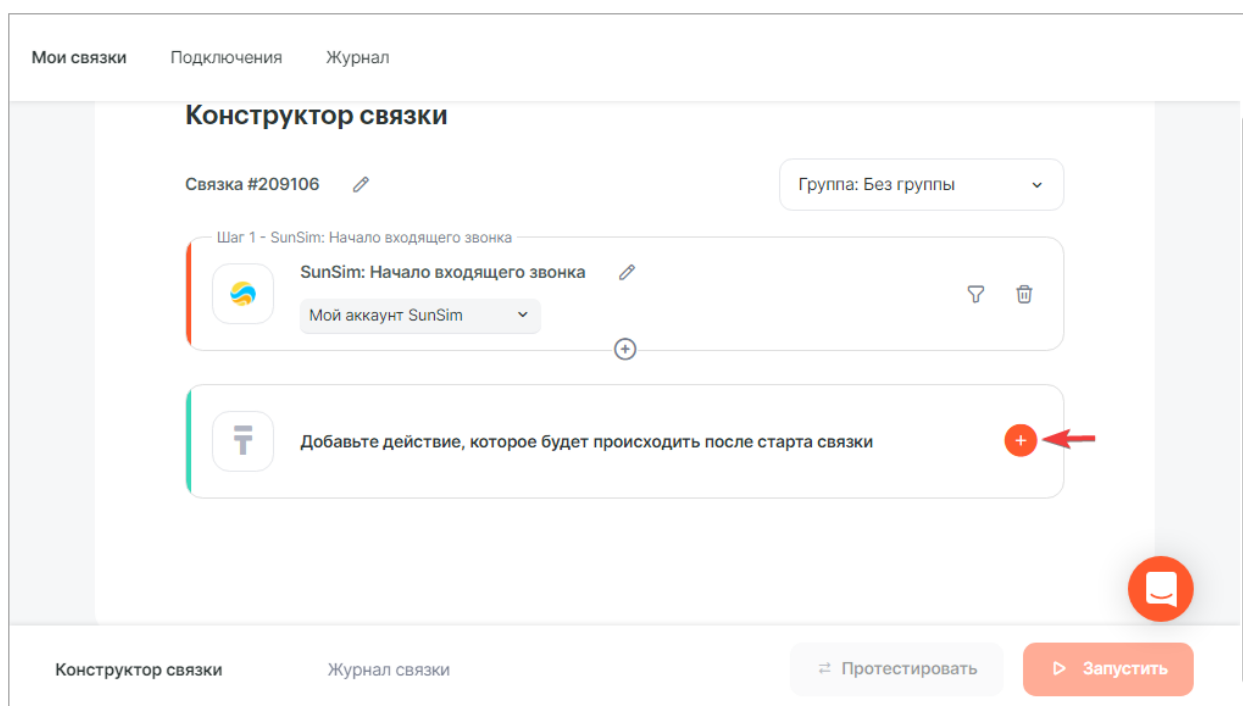 Мои связки Подключения Журнал
Конструктор связки
Связка #209106 Группа: Без группы
Шаг 1 - SunSim: Начало входящего звонка
SunSim: Начало входящего звонка
Мой аккаунт SunSim
Добавьте действие, которое будет происходить после старта связки
Конструктор связки Журнал связки Протестировать Запустить